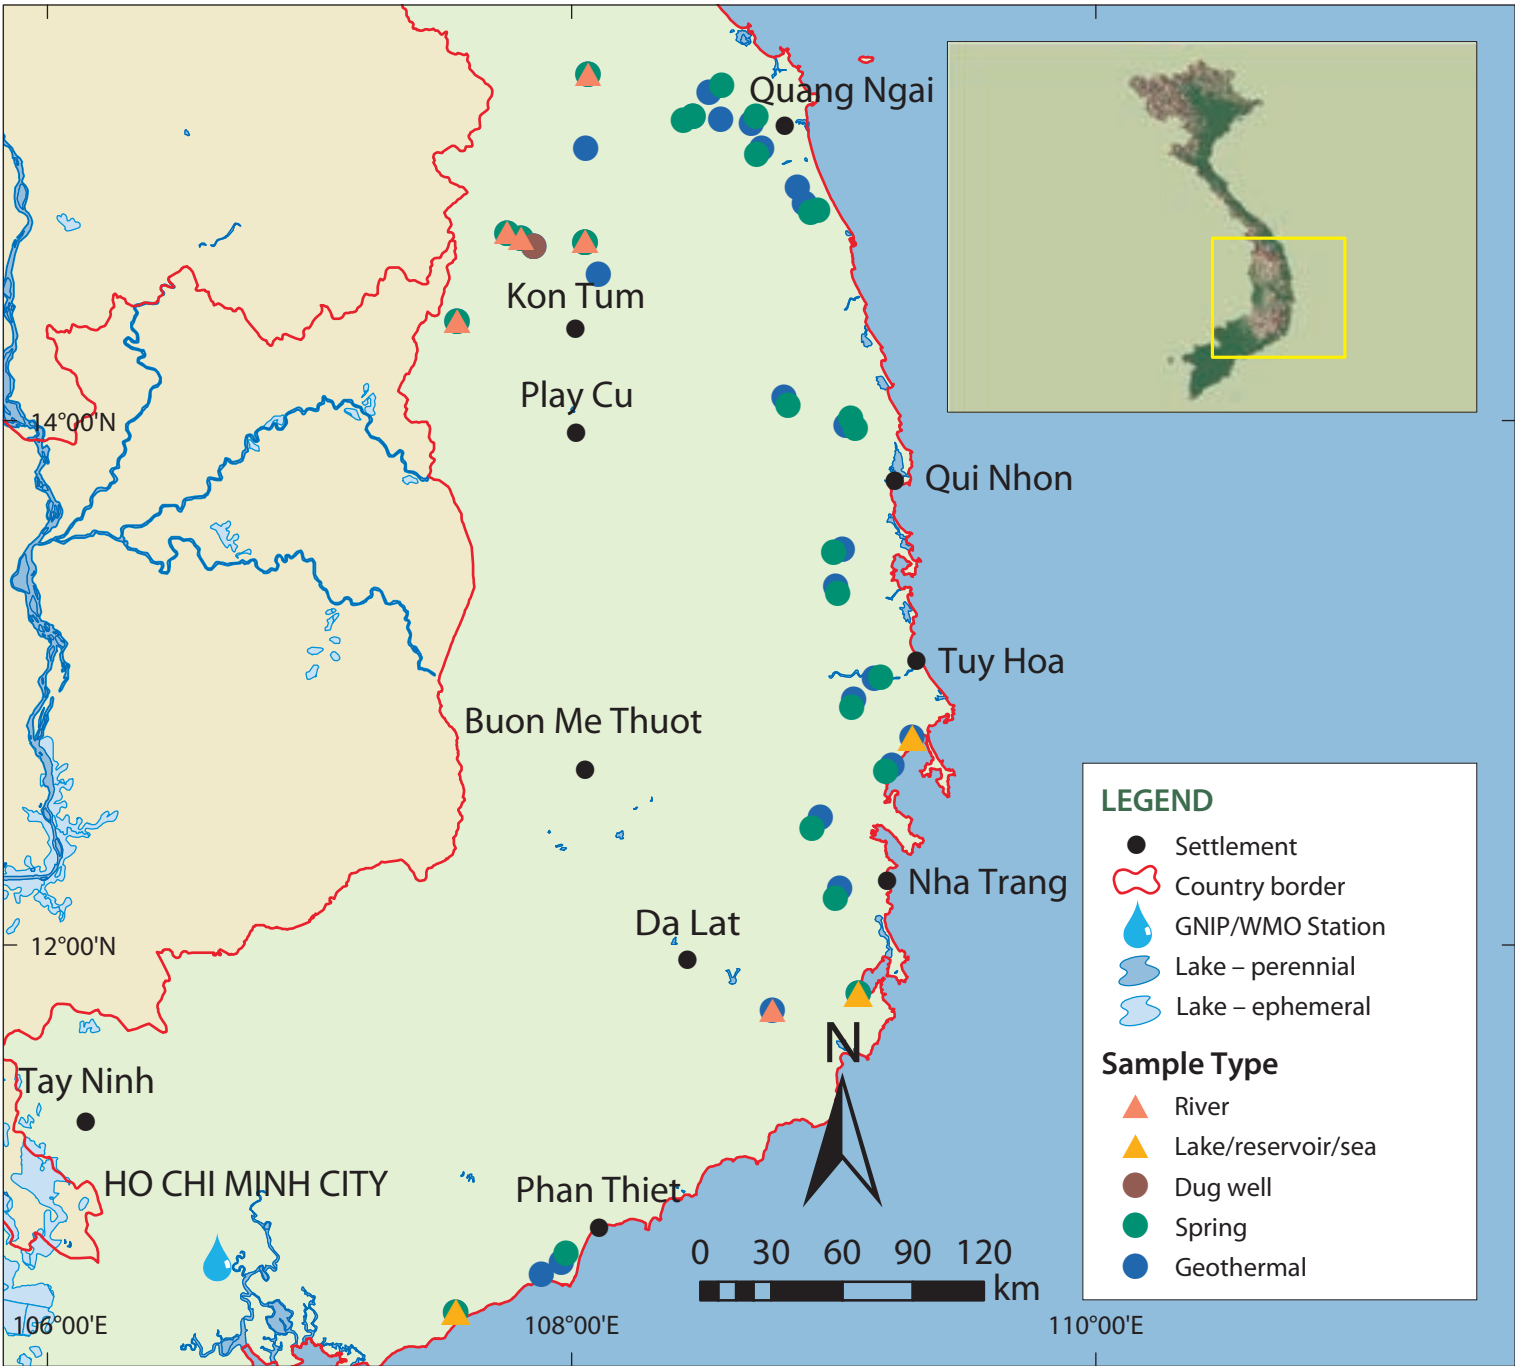 Quang Ngai
Kon Tum
Play Cu
14°00'N
Qui Nhon
Tuy Hoa
Buon Me Thuot
Nha Trang
Da Lat
12°00'N
N
Tay Ninh
HO CHI MINH CITY
Phan Thiet
0 30 60 90 120
km
106°00'E
108°00'E
110°00'E
LEGEND
Settlement
Country border
GNIP/WMO Station
Lake – perennial
Lake – ephemeral
Sample Type
River
Lake/reservoir/sea
Dug well
Spring
Geothermal